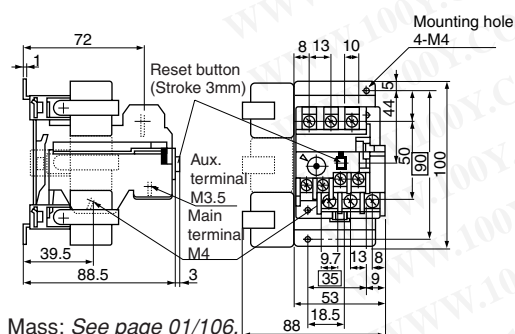 Mounting hole
4-M4
72
8 13 10
1
5
Reset button
(Stroke 3mm)
44
50
90
100
Aux.
terminal
M3.5
Main
terminal
M4
39.5
88.5
3
9.7
13 8
35
9
53
18.5
88
Mass: See page 01/106.
WWW.100Y.C